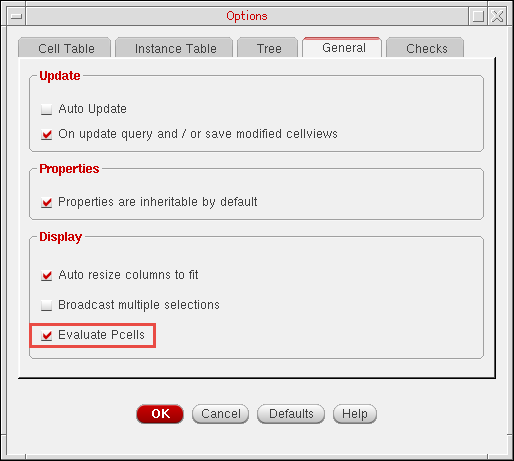 Options
Cell Table Instance Table Tree General Checks
Update
Auto Update
On update query and / or save modified cellviews
Properties
Properties are inheritable by default
Display
Auto resize columns to fit
Broadcast multiple selections
Evaluate Pcells
OK Cancel Defaults Help